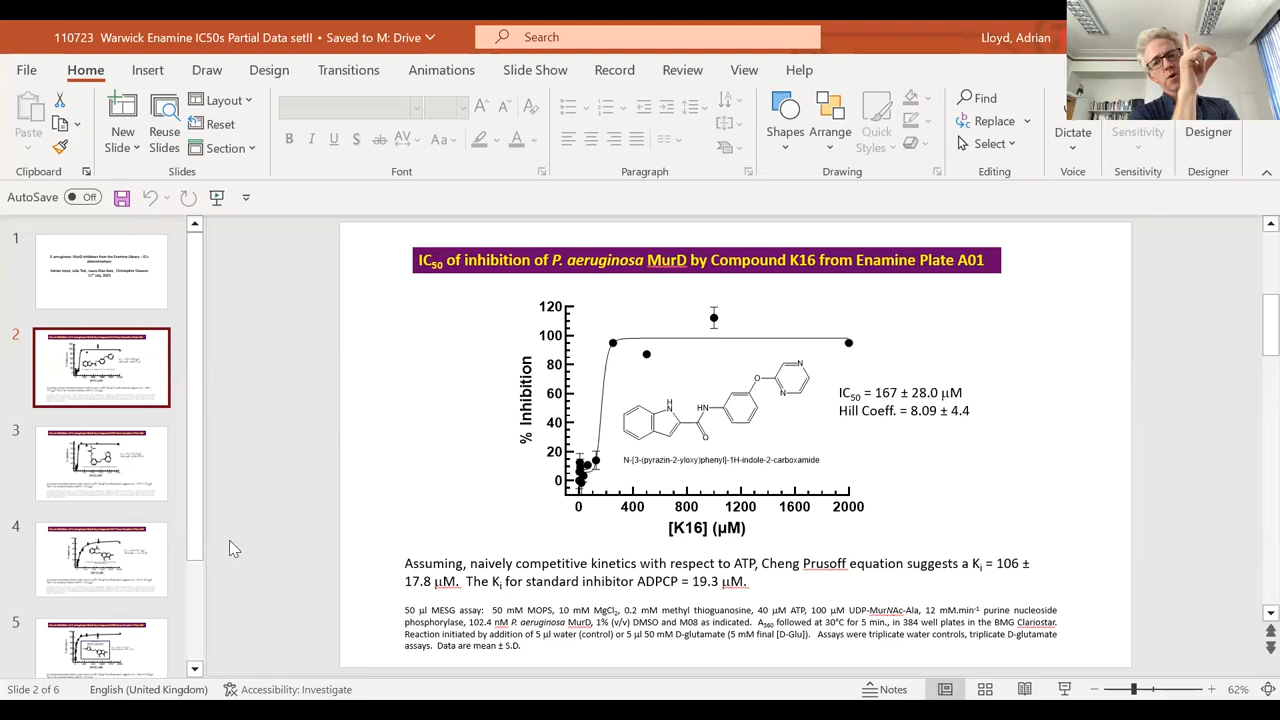 110723 Warwick Enamine IC50s Partial Data setII • Saved to M: Drive
Search
Lloyd, Adrian
File Home Insert Draw Design Transitions Animations Slide Show Record Review View Help
Paste
New Slide
Reuse Slides
Layout
Reset
Section
Shapes
Arrange
Quick Styles
Find
Replace
Select
Dictate
Sensitivity
Designer
Clipboard Slides Font Paragraph Drawing Editing Voice Sensitivity Designer
AutoSave Off
1
2
3
4
5
IC50 of inhibition of P. aeruginosa MurD by Compound K16 from Enamine Plate A01
% Inhibition
120
100
80
60
40
20
0
0 400 800 1200 1600 2000
[K16] (µM)
H
N
HN
O
O
N
N
N-[3-(pyrazin-2-yloxy)phenyl]-1H-indole-2-carboxamide
IC50 = 167 ± 28.0 µM
Hill Coeff. = 8.09 ± 4.4
Assuming, naively competitive kinetics with respect to ATP, Cheng Prusoff equation suggests a Ki = 106 ±
17.8 µM. The Ki for standard inhibitor ADPCP = 19.3 µM.
50 µl MESG assay: 50 mM MOPS, 10 mM MgCl2, 0.2 mM methyl thioguanosine, 40 µM ATP, 100 µM UDP-MurNAc-Ala, 12 mM.min-1 purine nucleoside
phosphorylase, 102.4 nM P. aeruginosa MurD, 1% (v/v) DMSO and M08 as indicated. A360 followed at 30°C for 5 min., in 384 well plates in the BMG Clariostar.
Reaction initiated by addition of 5 µl water (control) or 5 µl 50 mM D-glutamate (5 mM final [D-Glu]). Assays were triplicate water controls, triplicate D-glutamate
assays. Data are mean ± S.D.
Slide 2 of 6 English (United Kingdom) Accessibility: Investigate Notes 62%